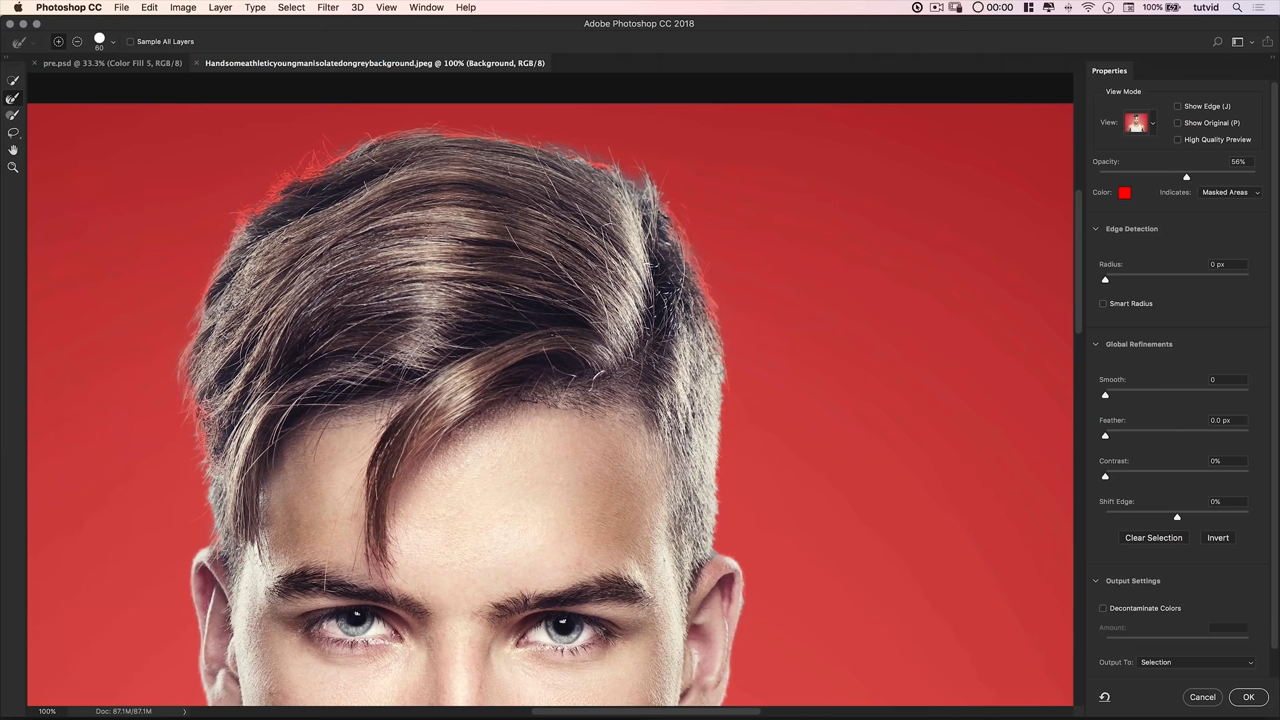 Photoshop CC File Edit Image Layer Type Select Filter 3D View Window Help 00:00 100% tutvid
Adobe Photoshop CC 2018
60 Sample All Layers
pre.psd @ 33.3% (Color Fill 5, RGB/8) Handsomeathleticyoungmanisolatedongreybackground.jpeg @ 100% (Background, RGB/8)
Properties
View Mode
Show Edge (J)
View: Show Original (P)
High Quality Preview
Opacity: 56%
Color: Indicates: Masked Areas
Edge Detection
Radius: 0 px
Smart Radius
Global Refinements
Smooth: 0
Feather: 0.0 px
Contrast: 0%
Shift Edge: 0%
Clear Selection Invert
Output Settings
Decontaminate Colors
Amount:
Output To: Selection
Cancel OK
100% Doc: 87.1M/87.1M